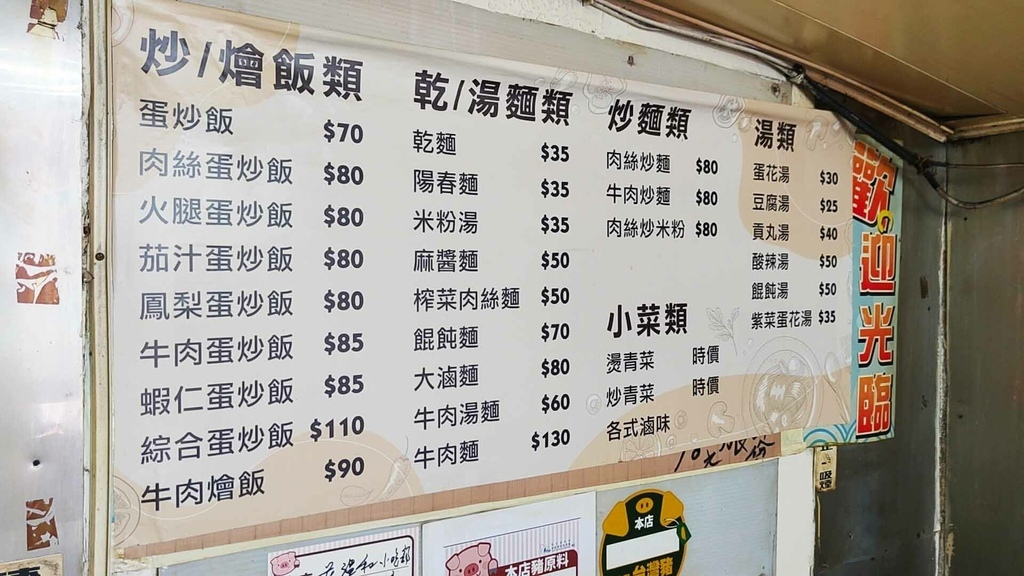 炒/燴飯類
蛋炒飯 $70
肉絲蛋炒飯 $80
火腿蛋炒飯 $80
茄汁蛋炒飯 $80
鳳梨蛋炒飯 $80
牛肉蛋炒飯 $85
蝦仁蛋炒飯 $85
綜合蛋炒飯 $110
牛肉燴飯 $90
乾/湯麵類
乾麵 $35
陽春麵 $35
米粉湯 $35
麻醬麵 $50
榨菜肉絲麵 $50
餛飩麵 $70
大滷麵 $80
牛肉湯麵 $60
牛肉麵 $130
炒麵類
肉絲炒麵 $80
牛肉炒麵 $80
肉絲炒米粉 $80
小菜類
燙青菜 時價
炒青菜 時價
各式滷味
湯類
蛋花湯 $30
豆腐湯 $25
貢丸湯 $40
酸辣湯 $50
餛飩湯 $50
紫菜蛋花湯 $35
歡迎光臨
本店豬原料
本店
台灣豬